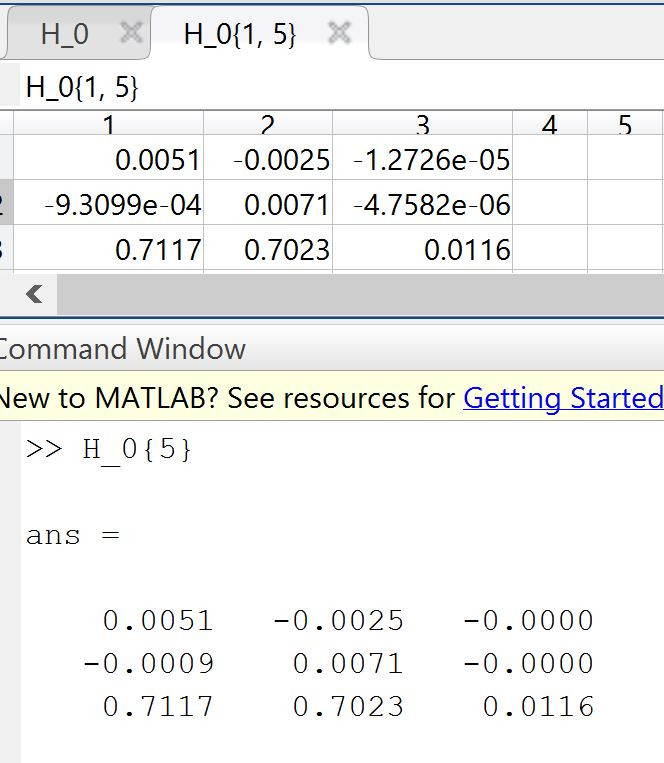 H_0 H_0{1, 5}
H_0{1, 5}
1 2 3 4 5
0.0051 -0.0025 -1.2726e-05
2 -9.3099e-04 0.0071 -4.7582e-06
3 0.7117 0.7023 0.0116
Command Window
New to MATLAB? See resources for Getting Started
>> H_0{5}
ans =
0.0051 -0.0025 -0.0000
-0.0009 0.0071 -0.0000
0.7117 0.7023 0.0116